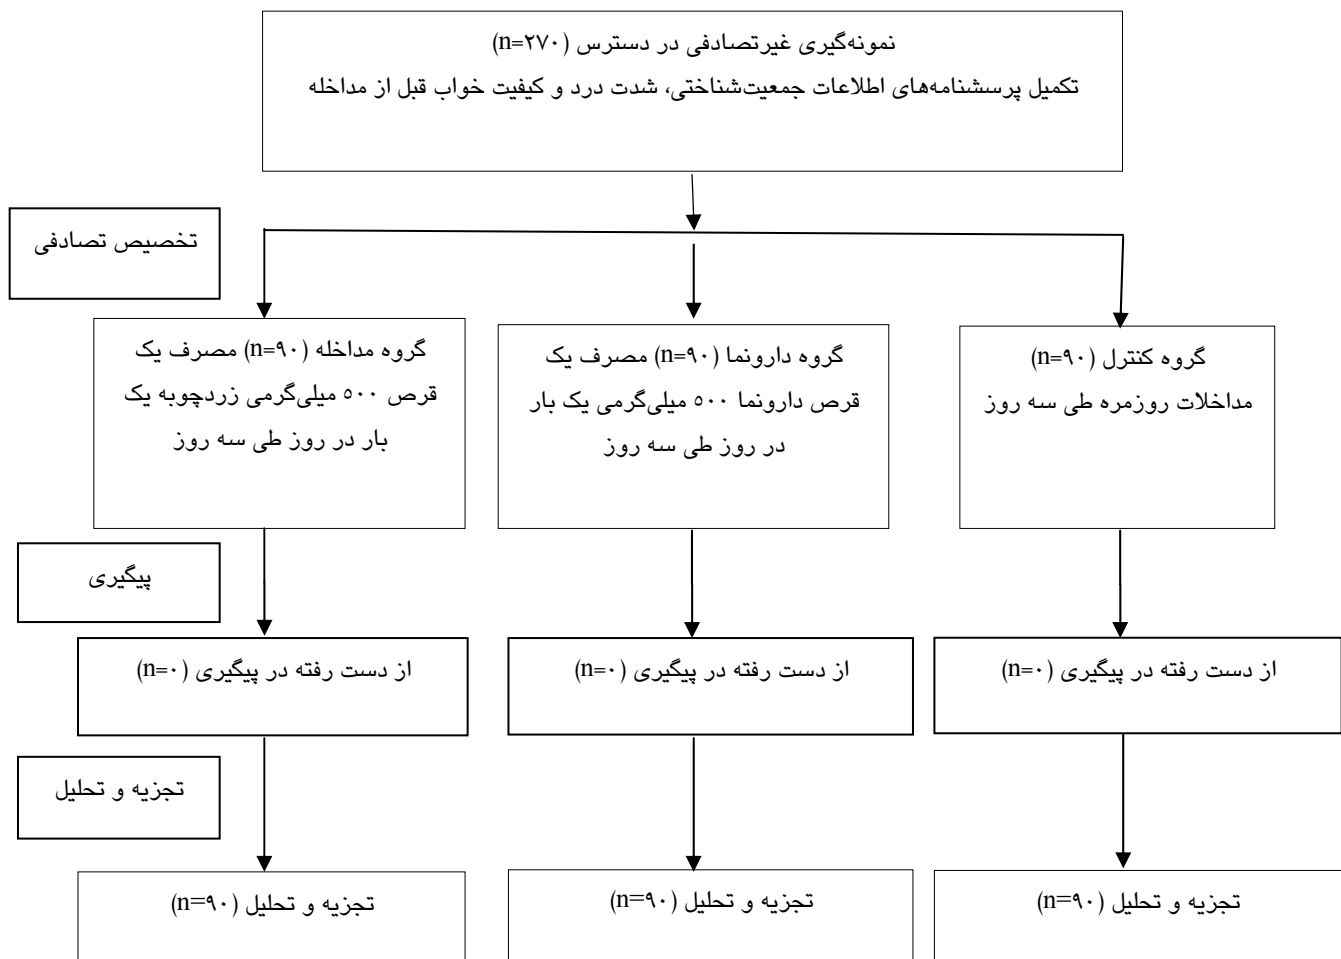 نمونه‌گیری غیرتصادفی در دسترس (n=۲۷۰)
تکمیل پرسشنامه‌های اطلاعات جمعیت‌شناختی، شدت درد و کیفیت خواب قبل از مداخله
تخصیص تصادفی
گروه کنترل (n=۹۰)
مداخلات روزمره طی سه روز
گروه دارونما (n=۹۰) مصرف یک
قرص دارونما ۵۰۰ میلی‌گرمی یک بار
در روز طی سه روز
گروه مداخله (n=۹۰) مصرف یک
قرص ۵۰۰ میلی‌گرمی زردچوبه یک
بار در روز طی سه روز
پیگیری
از دست رفته در پیگیری (n=۰)
از دست رفته در پیگیری (n=۰)
از دست رفته در پیگیری (n=۰)
تجزیه و تحلیل
تجزیه و تحلیل (n=۹۰)
تجزیه و تحلیل (n=۹۰)
تجزیه و تحلیل (n=۹۰)